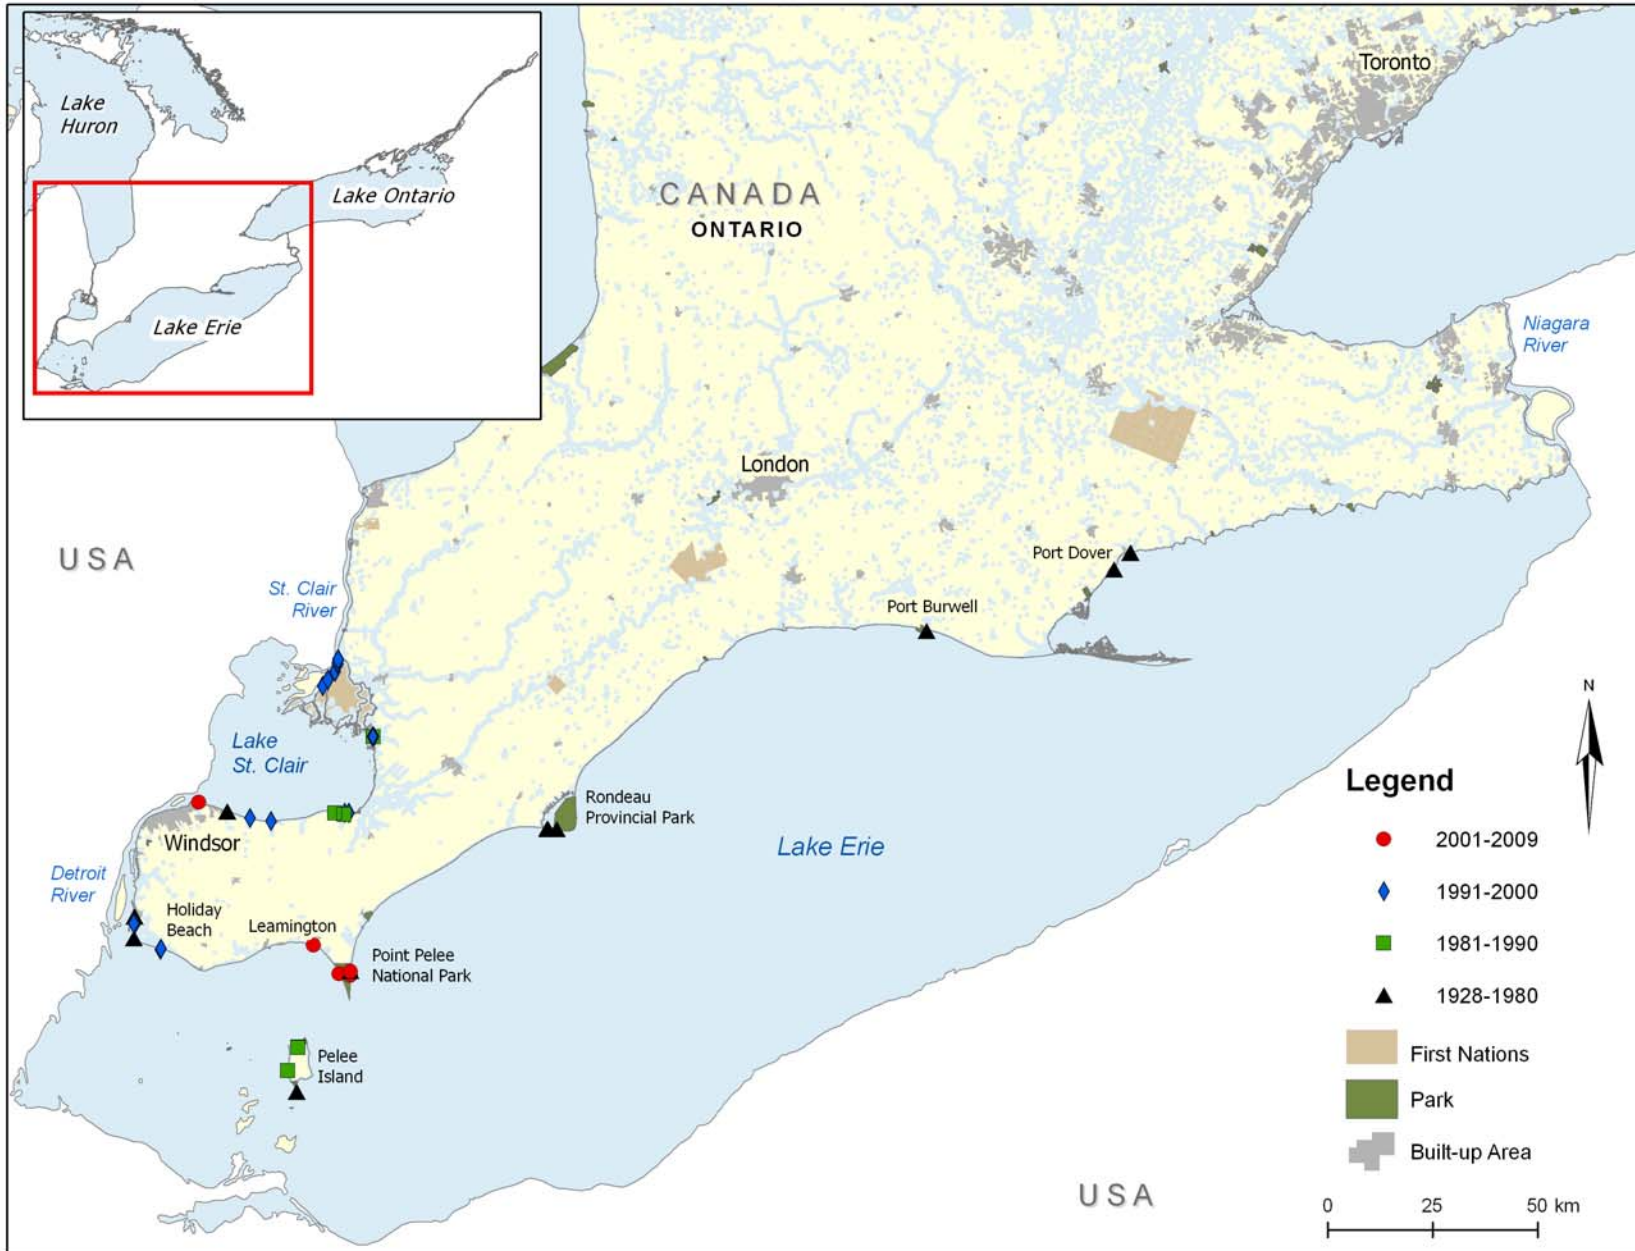 Lake
Huron
Lake Ontario
Lake Erie
Toronto
CANADA
ONTARIO
Niagara
River
London
USA
St. Clair
River
Port Dover
Port Burwell
Lake
St. Clair
Rondeau
Provincial Park
Windsor
Lake Erie
Detroit
River
Holiday
Beach
Leamington
Point Pelee
National Park
Pelee
Island
USA
N
Legend
2001-2009
1991-2000
1981-1990
1928-1980
First Nations
Park
Built-up Area
0 25 50 km